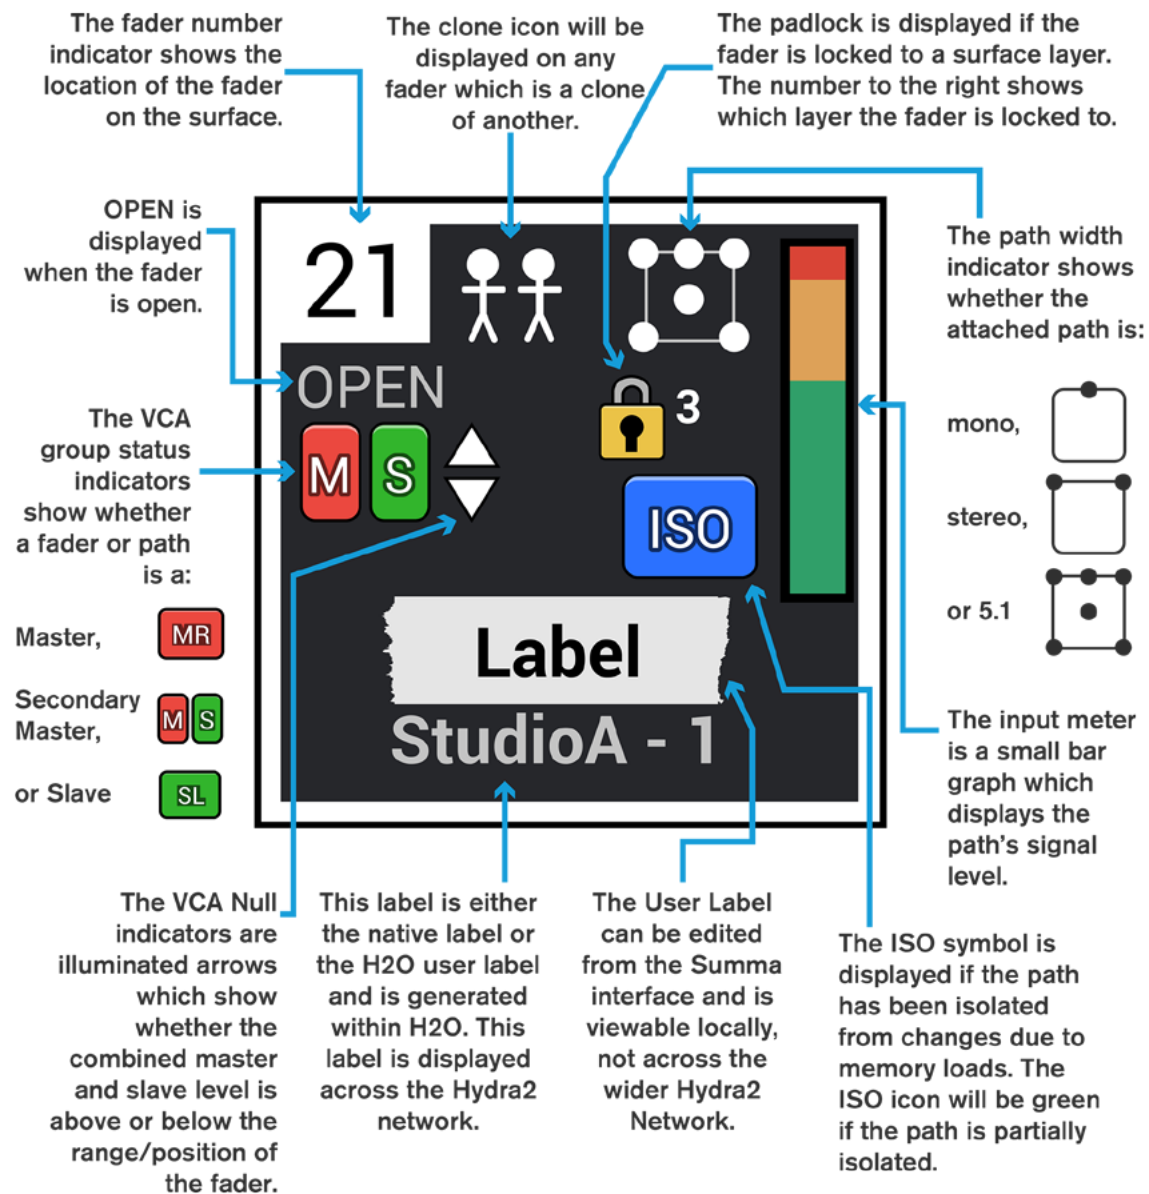 The fader number
indicator shows the
location of the fader
on the surface.
The clone icon will be
displayed on any
fader which is a clone
of another.
The padlock is displayed if the
fader is locked to a surface layer.
The number to the right shows
which layer the fader is locked to.
OPEN is
displayed
when the fader
is open.
The VCA
group status
indicators
show whether
a fader or path
is a:
Master,
MR
Secondary
Master,
M S
or Slave
SL
21
OPEN
M S
3
ISO
Label
StudioA - 1
The path width
indicator shows
whether the
attached path is:
mono,
stereo,
or 5.1
The input meter
is a small bar
graph which
displays the
path's signal
level.
The VCA Null
indicators are
illuminated arrows
which show
whether the
combined master
and slave level is
above or below the
range/position of
the fader.
This label is either
the native label or
the H2O user label
and is generated
within H2O. This
label is displayed
across the Hydra2
network.
The User Label
can be edited
from the Summa
interface and is
viewable locally,
not across the
wider Hydra2
Network.
The ISO symbol is
displayed if the path
has been isolated
from changes due to
memory loads. The
ISO icon will be green
if the path is partially
isolated.